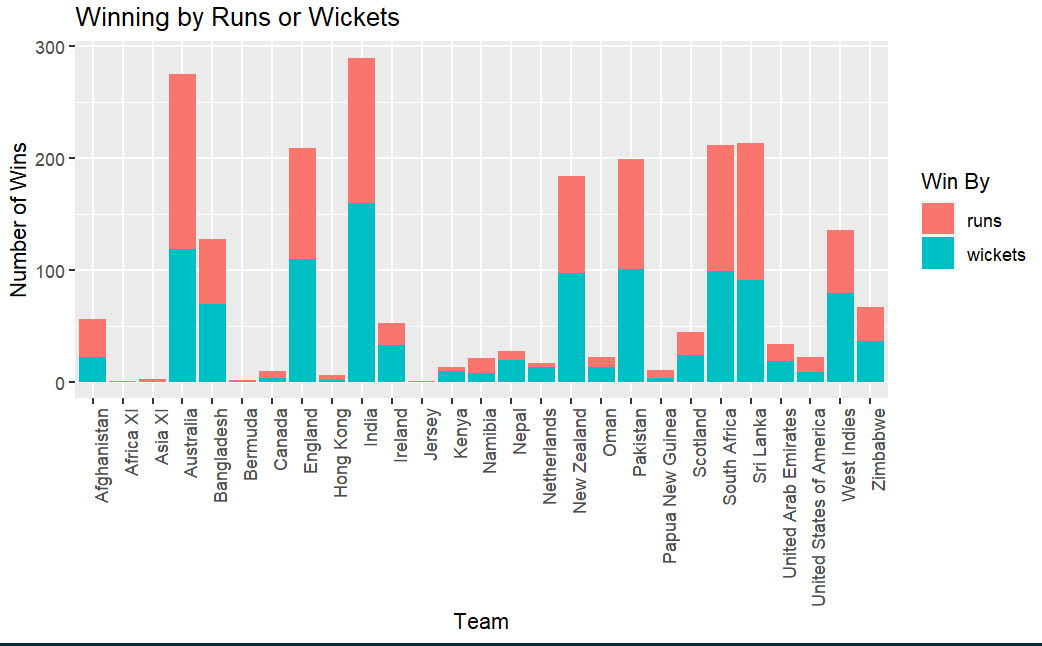 Winning by Runs or Wickets
Number of Wins
300
200
100
0
Afghanistan
Africa XI
Asia XI
Australia
Bangladesh
Bermuda
Canada
England
Hong Kong
India
Ireland
Jersey
Kenya
Namibia
Nepal
Netherlands
New Zealand
Oman
Pakistan
Papua New Guinea
Scotland
South Africa
Sri Lanka
United Arab Emirates
United States of America
West Indies
Zimbabwe
Team
Win By
runs
wickets